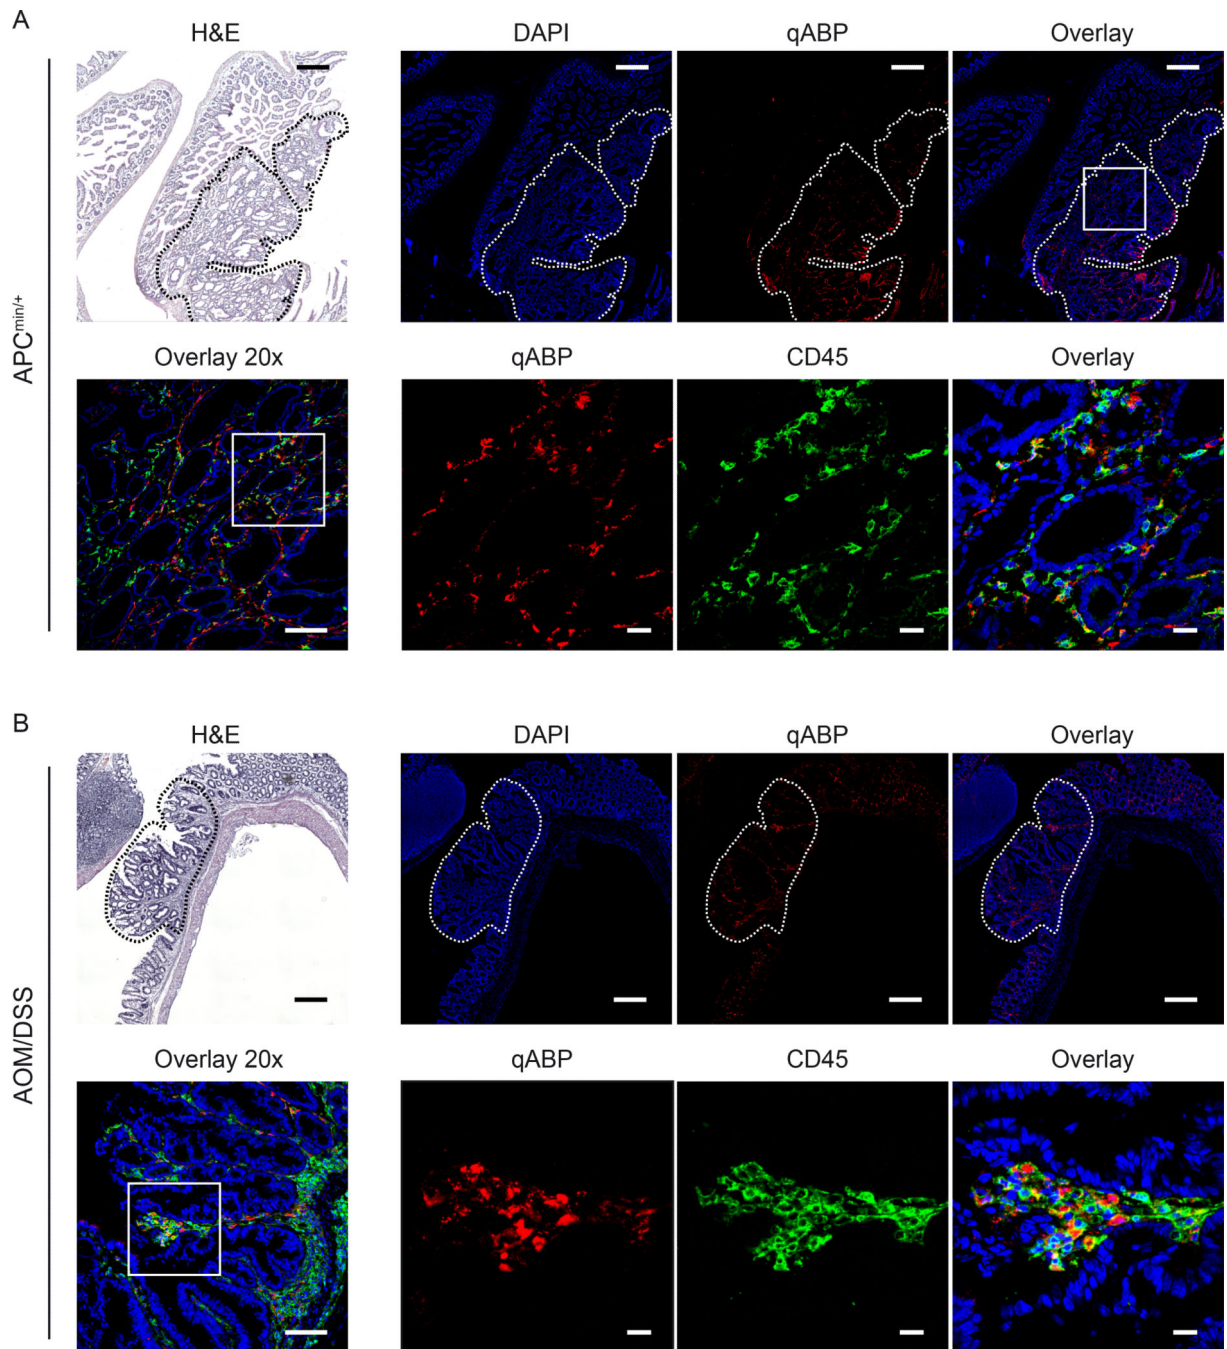 A
H&E DAPI qABP Overlay
APCmin/+
Overlay 20x qABP CD45 Overlay
B
H&E DAPI qABP Overlay
AOM/DSS
Overlay 20x qABP CD45 Overlay